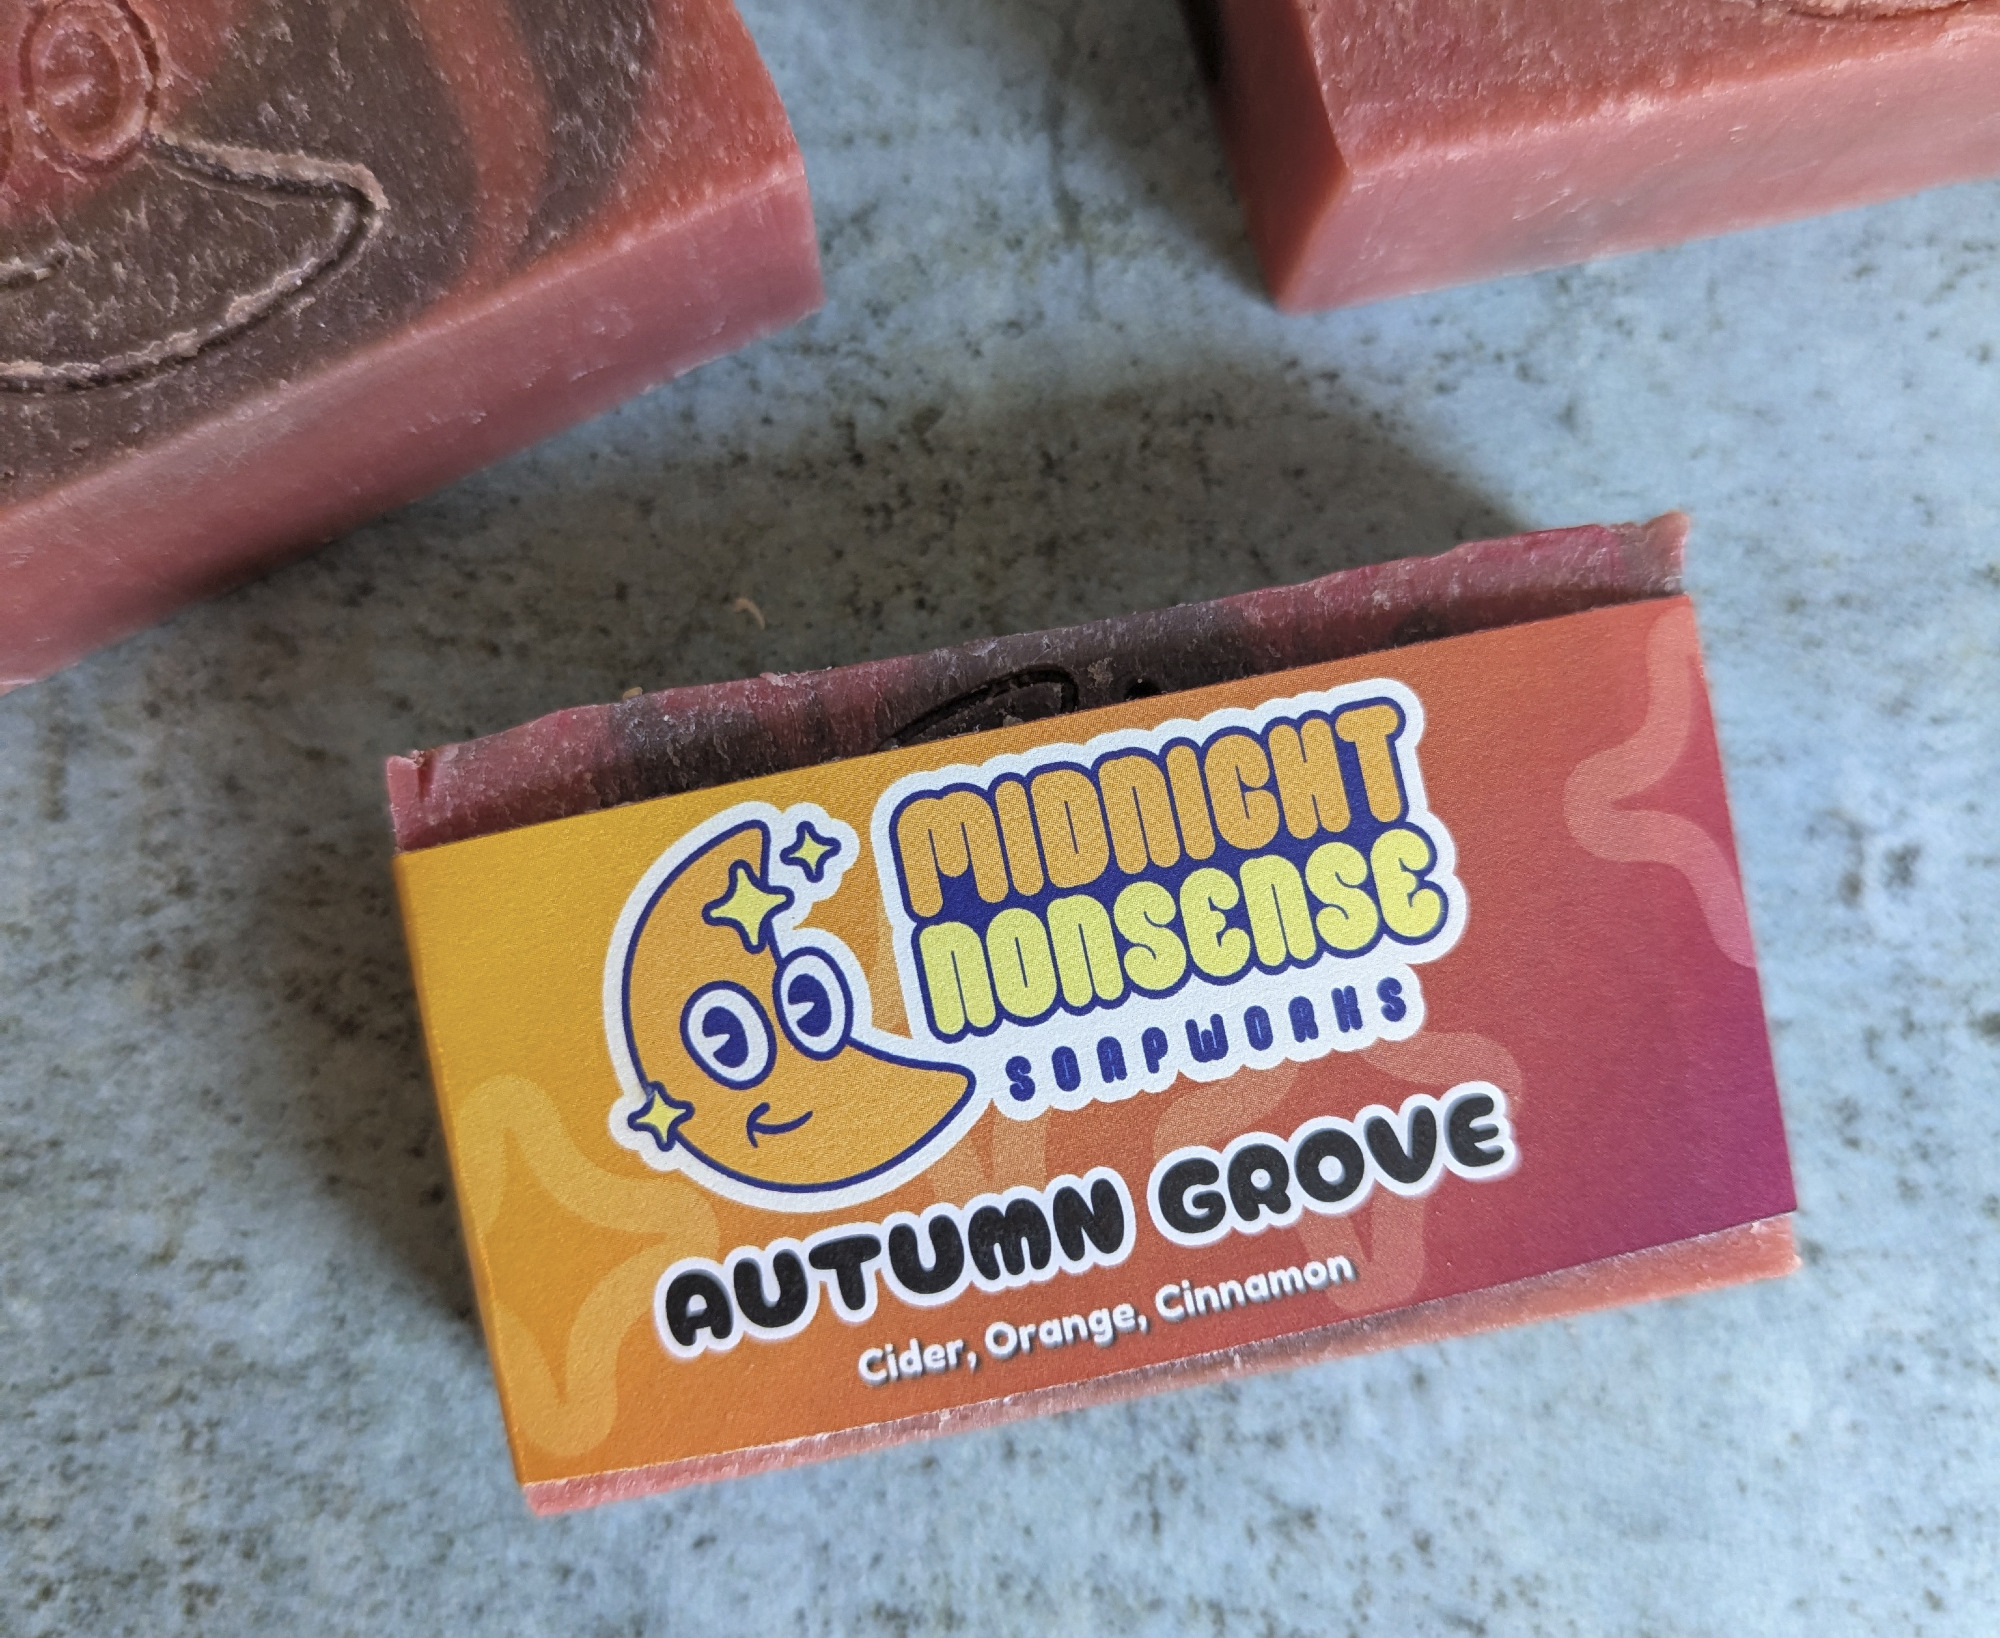 MIDNIGHT
NONSENSE
SOAPWORKS
AUTUMN GROVE
Cider, Orange, Cinnamon